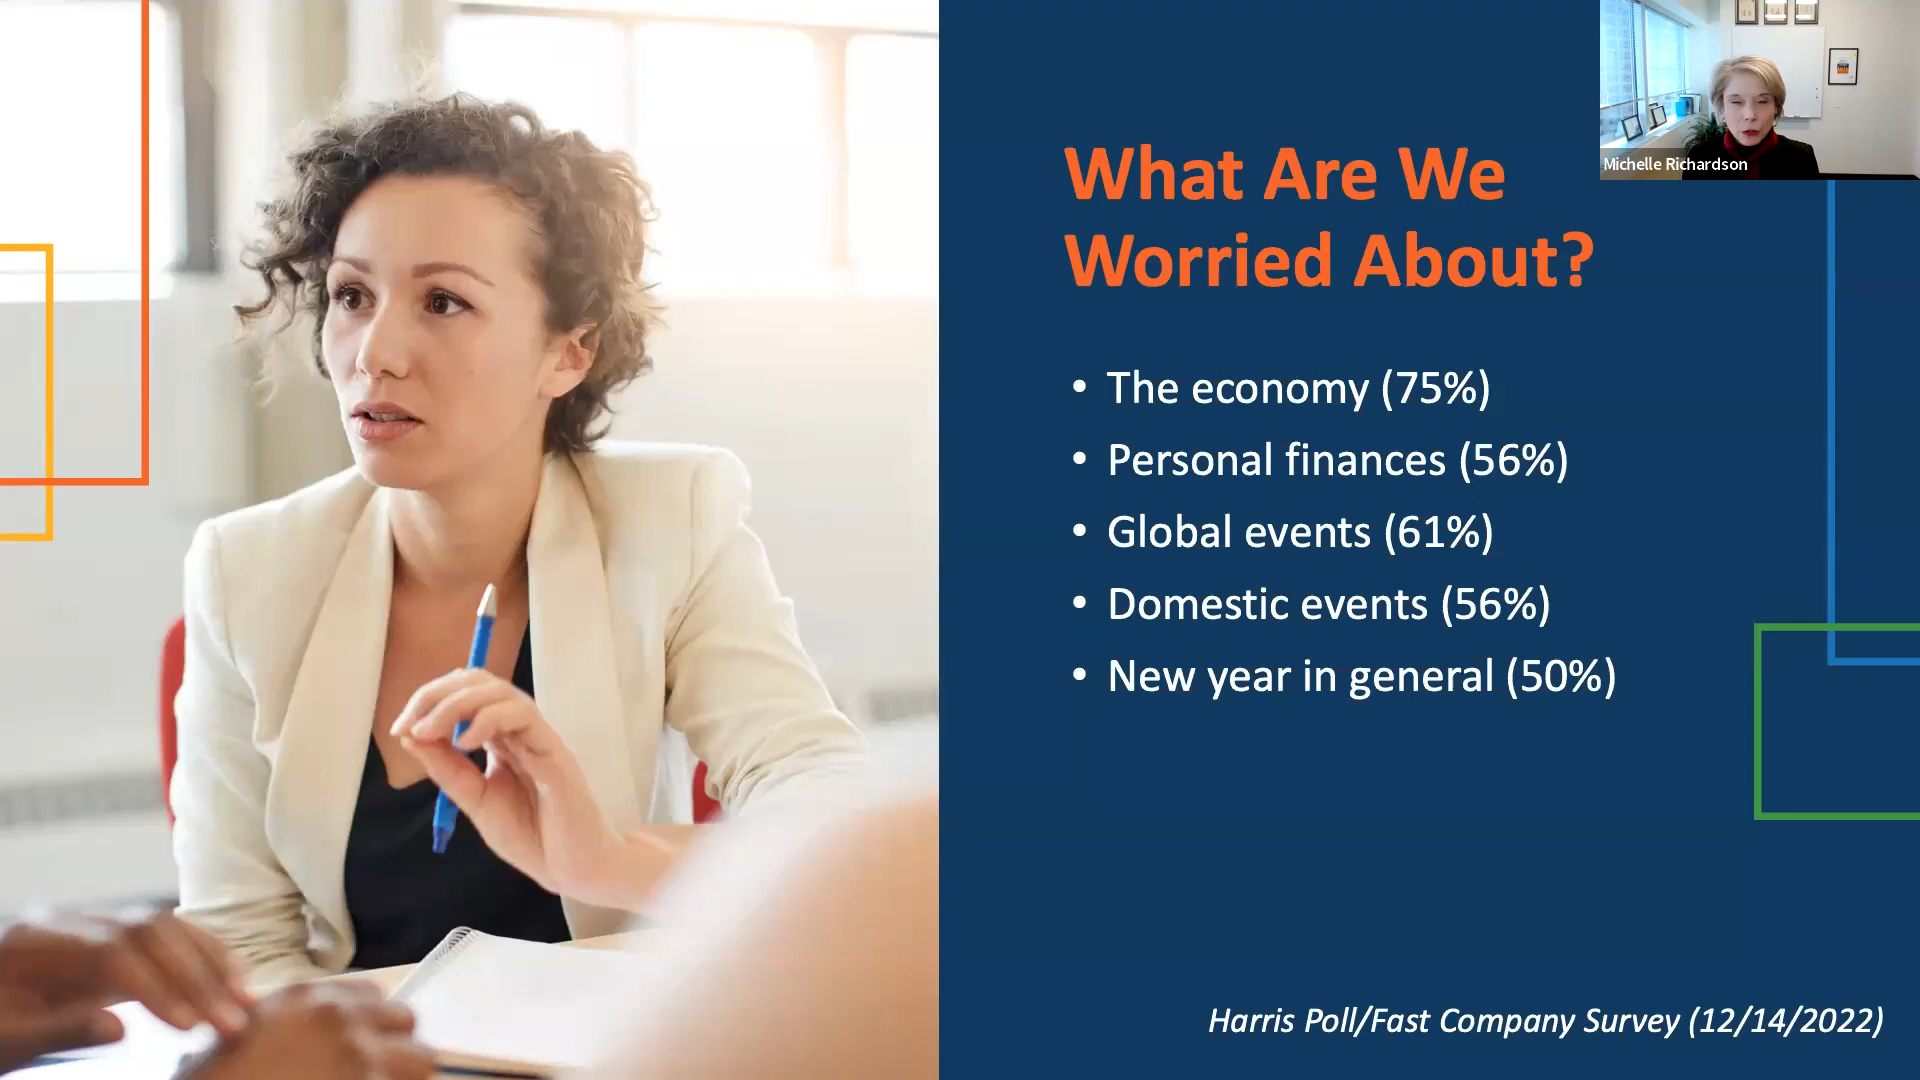 Michelle Richardson
What Are We
Worried About?
• The economy (75%)
• Personal finances (56%)
• Global events (61%)
• Domestic events (56%)
• New year in general (50%)
Harris Poll/Fast Company Survey (12/14/2022)